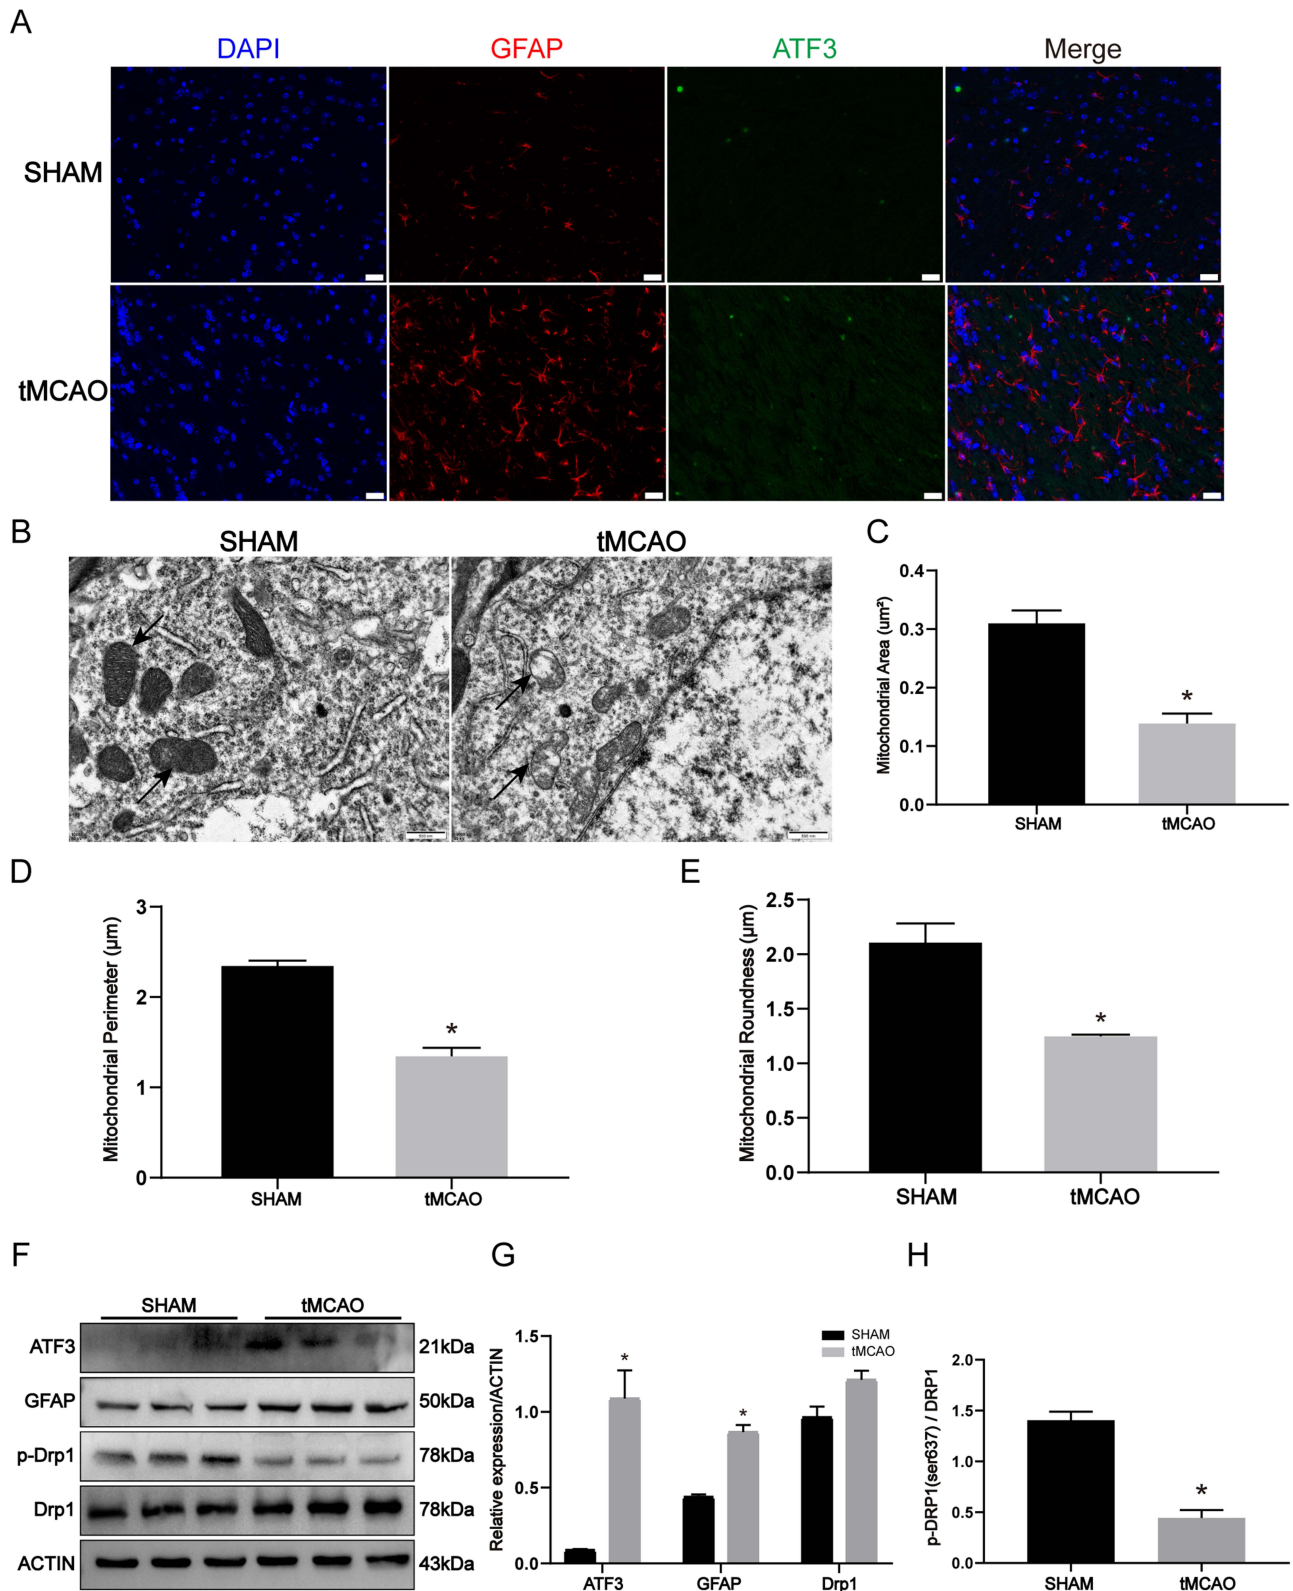 A
DAPI GFAP ATF3 Merge
SHAM
tMCAO
B
SHAM tMCAO
C
Mitochondrial Area (um²)
0.4
0.3
0.2
0.1
0.0
*
SHAM tMCAO
D
Mitochondrial Perimeter (μm)
3
2
1
0
*
SHAM tMCAO
E
Mitochondrial Roundness (μm)
2.5
2.0
1.5
1.0
0.5
0.0
*
SHAM tMCAO
F
SHAM tMCAO
ATF3 21kDa
GFAP 50kDa
p-Drp1 78kDa
Drp1 78kDa
ACTIN 43kDa
G
Relative expression/ACTIN
1.5
1.0
0.5
0.0
SHAM
tMCAO
*
*
ATF3 GFAP Drp1
H
p-DRP1(ser637) / DRP1
2.0
1.5
1.0
0.5
0.0
*
SHAM tMCAO